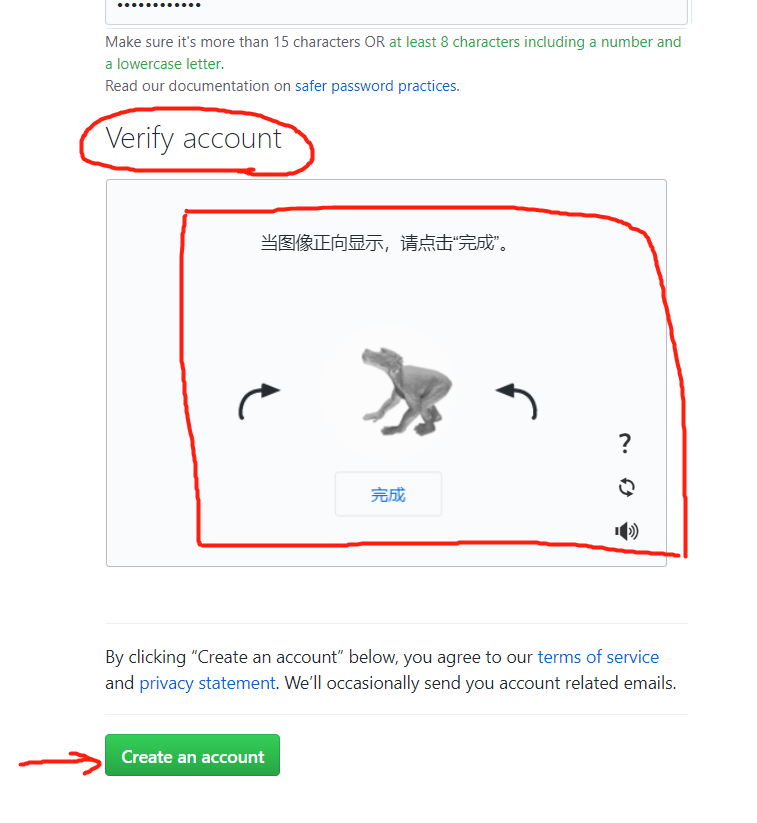 ••••••••••••
Make sure it's more than 15 characters OR at least 8 characters including a number and
a lowercase letter.
Read our documentation on safer password practices.
Verify account
当图像正向显示，请点击“完成”。
?
完成
By clicking “Create an account” below, you agree to our terms of service
and privacy statement. We’ll occasionally send you account related emails.
Create an account